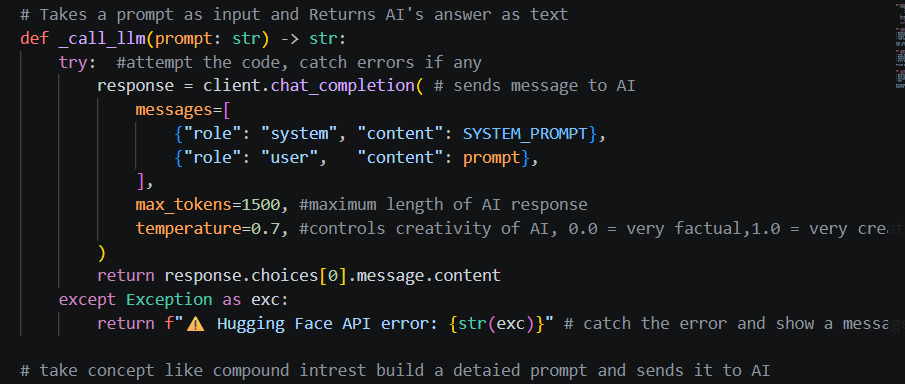 # Takes a prompt as input and Returns AI's answer as text
def _call_llm(prompt: str) -> str:
    try:  #attempt the code, catch errors if any
        response = client.chat_completion( # sends message to AI
            messages=[
                {"role": "system", "content": SYSTEM_PROMPT},
                {"role": "user",   "content": prompt},
            ],
            max_tokens=1500, #maximum length of AI response
            temperature=0.7, #controls creativity of AI, 0.0 = very factual,1.0 = very
        )
        return response.choices[0].message.content
    except Exception as exc:
        return f"⚠️ Hugging Face API error: {str(exc)}" # catch the error and show a
# take concept like compound intrest build a detaied prompt and sends it to AI